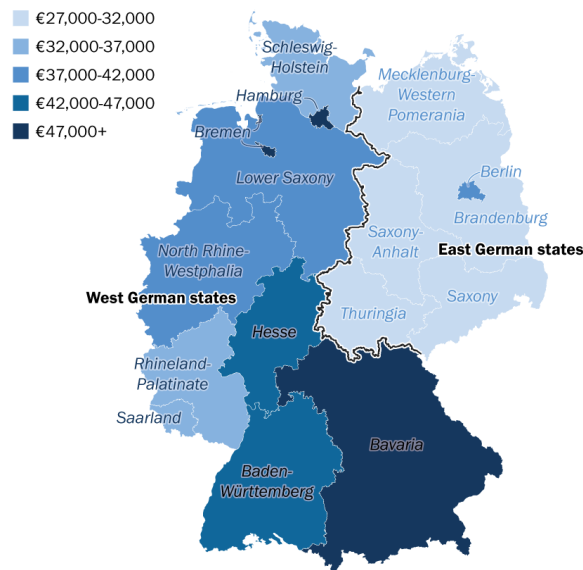 €27,000-32,000
€32,000-37,000
€37,000-42,000
€42,000-47,000
€47,000+
Schleswig-
Holstein
Mecklenburg-
Western
Pomerania
Hamburg
Bremen
Lower Saxony
Berlin
Brandenburg
Saxony-
Anhalt
East German states
North Rhine-
Westphalia
West German states
Saxony
Thuringia
Hesse
Rhineland-
Palatinate
Saarland
Bavaria
Baden-
Württemberg